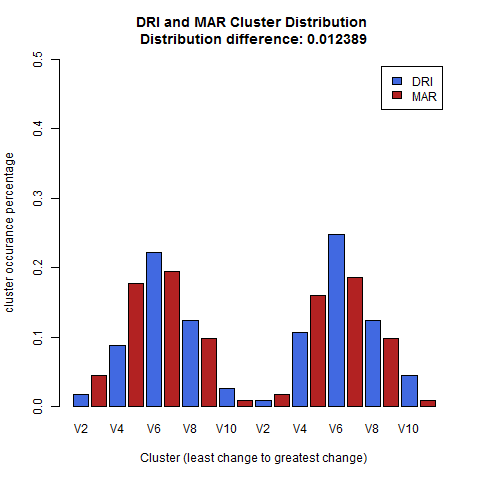 DRI and MAR Cluster Distribution
Distribution difference: 0.012389
DRI
MAR
cluster occurance percentage
0.5
0.4
0.3
0.2
0.1
0.0
V2 V4 V6 V8 V10 V2 V4 V6 V8 V10
Cluster (least change to greatest change)